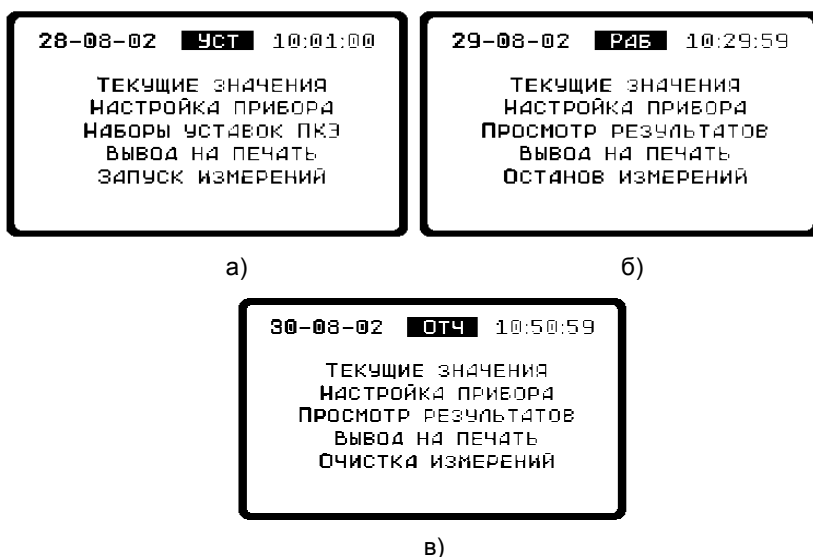 28-08-02 УСТ 10:01:00
ТЕКУЩИЕ ЗНАЧЕНИЯ
НАСТРОЙКА ПРИБОРА
НАБОРЫ УСТАВОК ПКЭ
ВЫВОД НА ПЕЧАТЬ
ЗАПУСК ИЗМЕРЕНИЙ
а)
29-08-02 РАБ 10:29:59
ТЕКУЩИЕ ЗНАЧЕНИЯ
НАСТРОЙКА ПРИБОРА
ПРОСМОТР РЕЗУЛЬТАТОВ
ВЫВОД НА ПЕЧАТЬ
ОСТАНОВ ИЗМЕРЕНИЙ
б)
30-08-02 ОТЧ 10:50:59
ТЕКУЩИЕ ЗНАЧЕНИЯ
НАСТРОЙКА ПРИБОРА
ПРОСМОТР РЕЗУЛЬТАТОВ
ВЫВОД НА ПЕЧАТЬ
ОЧИСТКА ИЗМЕРЕНИЙ
в)